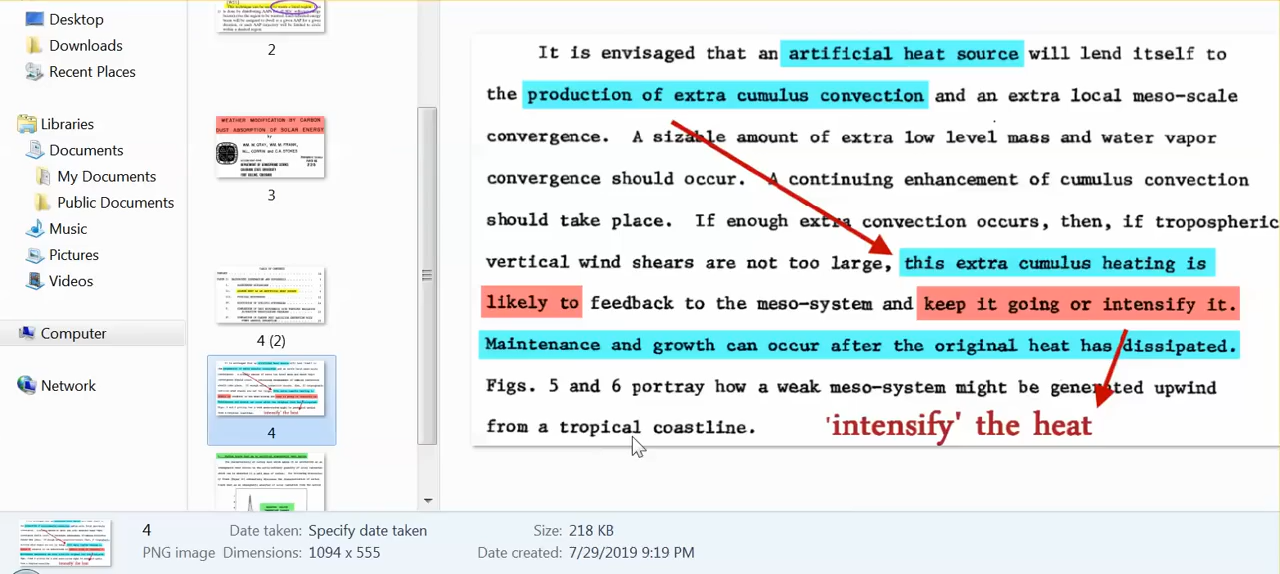 Desktop
Downloads
Recent Places
Libraries
Documents
My Documents
Public Documents
Music
Pictures
Videos
Computer
Network
2
WEATHER MODIFICATION BY CARBON
DUST ABSORPTION OF SOLAR ENERGY
3
TABLE OF CONTENTS
4 (2)
4
It is envisaged that an artificial heat source will lend itself to
the production of extra cumulus convection and an extra local meso-scale
convergence. A sizable amount of extra low level mass and water vapor
convergence should occur. A continuing enhancement of cumulus convection
should take place. If enough extra convection occurs, then, if tropospheric
vertical wind shears are not too large, this extra cumulus heating is
likely to feedback to the meso-system and keep it going or intensify it.
Maintenance and growth can occur after the original heat has dissipated.
Figs. 5 and 6 portray how a weak meso-system might be generated upwind
from a tropical coastline.
'intensify' the heat
4 Date taken: Specify date taken Size: 218 KB
PNG image Dimensions: 1094 x 555 Date created: 7/29/2019 9:19 PM